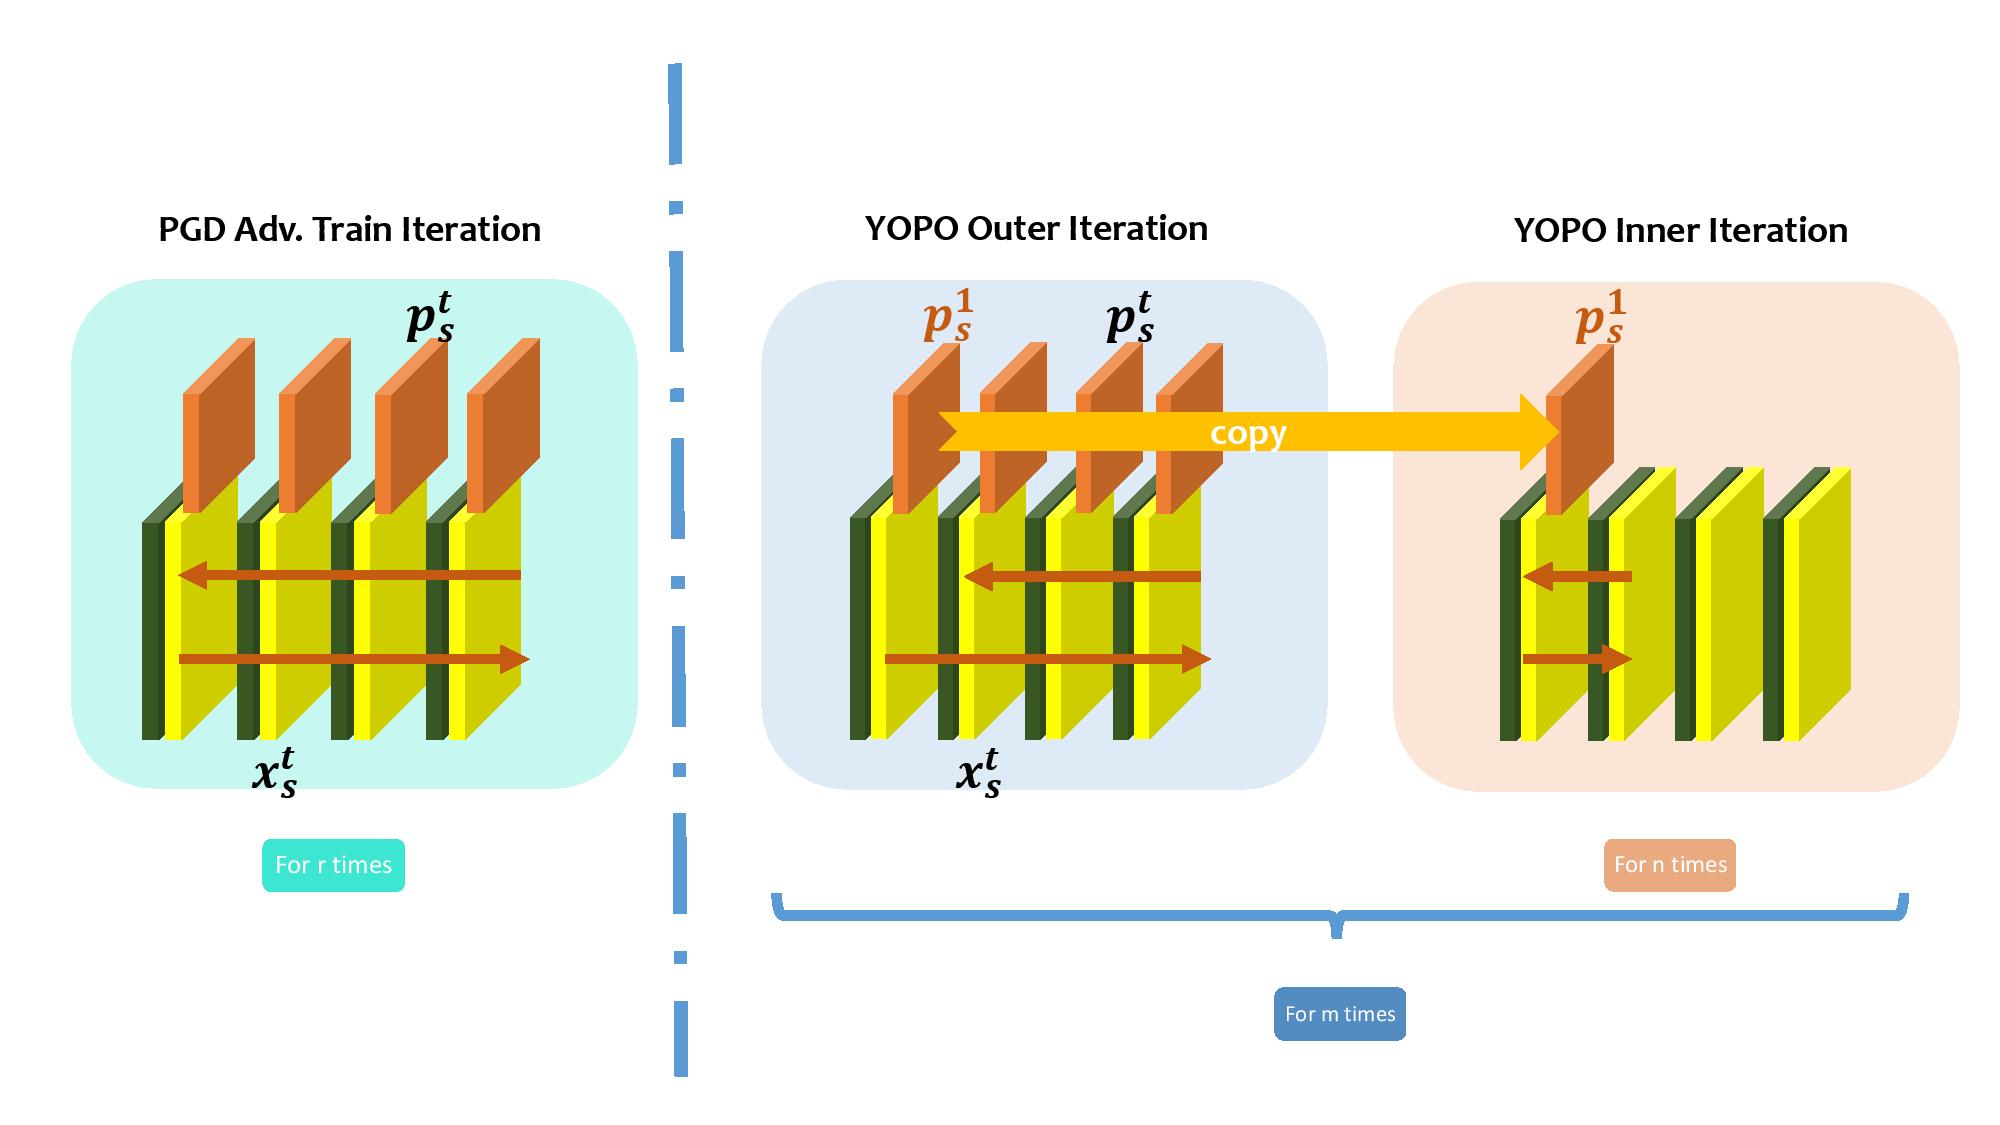 PGD Adv. Train Iteration
YOPO Outer Iteration
YOPO Inner Iteration
p_s^t
p_s^1
p_s^t
p_s^1
copy
x_s^t
x_s^t
For r times
For n times
For m times